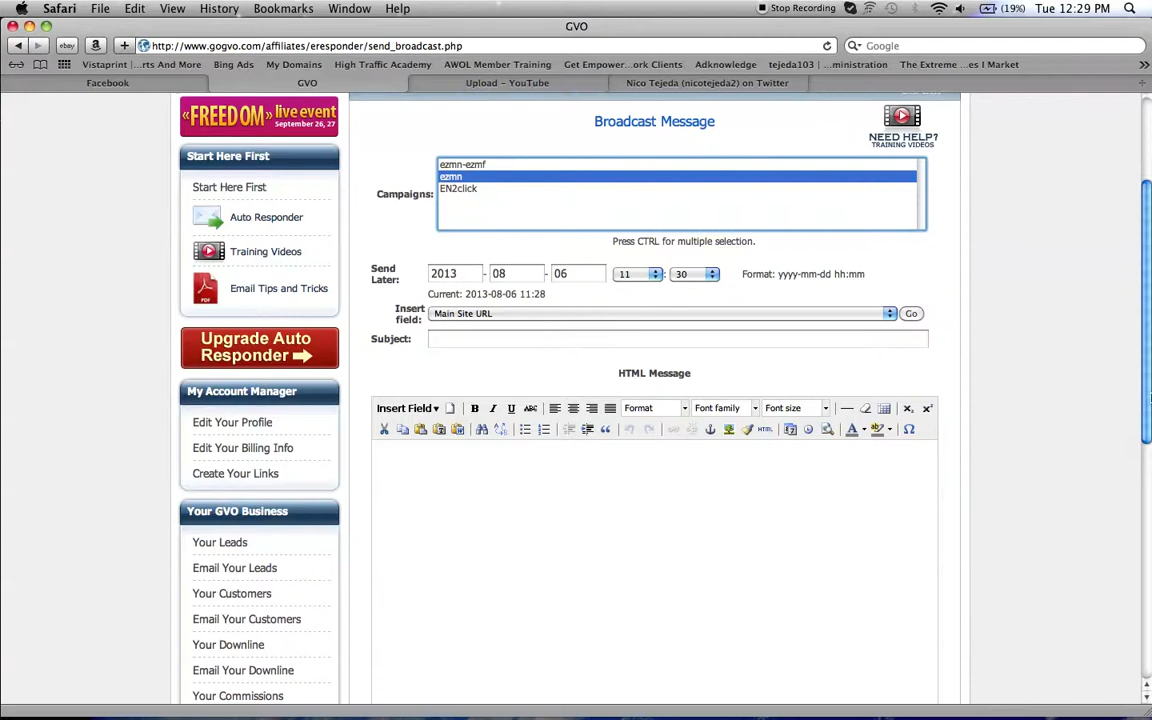 Safari File Edit View History Bookmarks Window Help Stop Recording (19%) Tue 12:29 PM
GVO
ebay a + http://www.gogvo.com/affiliates/eresponder/send_broadcast.php Google
Vistaprint |...rts And More Bing Ads My Domains High Traffic Academy AWOL Member Training Get Empower...ork Clients Adknowledge tejeda103 |...ministration The Extreme ...es I Market
Facebook GVO Upload - YouTube Nico Tejeda (nicotejeda2) on Twitter
«FREEDOM» live event
September 26, 27
Start Here First
Start Here First
Auto Responder
Training Videos
PDF
Email Tips and Tricks
Upgrade Auto
Responder
My Account Manager
Edit Your Profile
Edit Your Billing Info
Create Your Links
Your GVO Business
Your Leads
Email Your Leads
Your Customers
Email Your Customers
Your Downline
Email Your Downline
Your Commissions
Broadcast Message
NEED HELP?
TRAINING VIDEOS
Campaigns:
ezmn-ezmf
ezmn
EN2click
Press CTRL for multiple selection.
Send
Later:
2013 - 08 - 06 11 : 30 Format: yyyy-mm-dd hh:mm
Current: 2013-08-06 11:28
Insert
field:
Main Site URL Go
Subject:
HTML Message
Insert Field B I U ABC Format Font family Font size
HTML A ab Ω